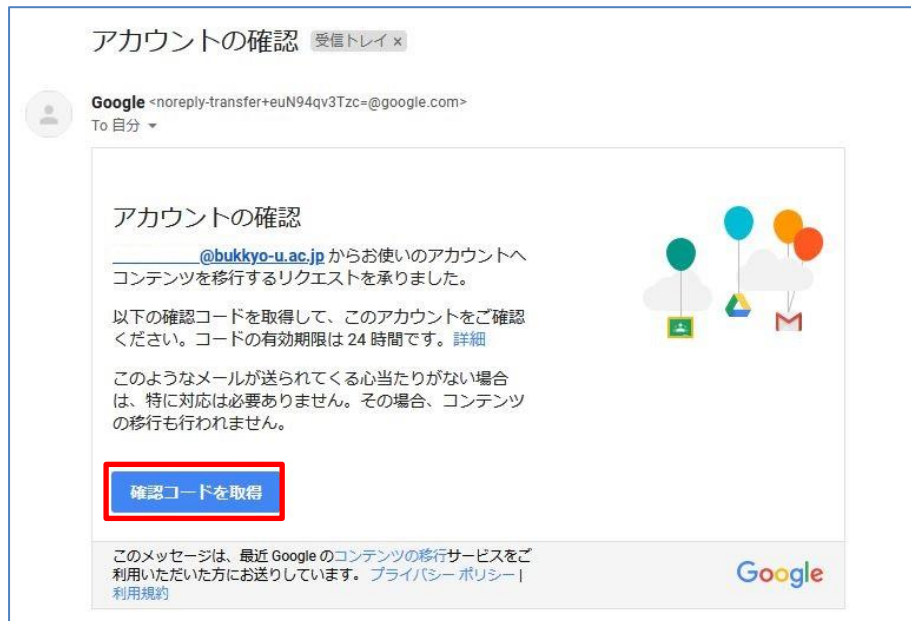 アカウントの確認 受信トレイ x
Google <noreply-transfer+euN94qv3Tzc=@google.com>
To 自分
アカウントの確認
@bukkyo-u.ac.jp からお使いのアカウントへ
コンテンツを移行するリクエストを承りました。
以下の確認コードを取得して、このアカウントをご確認
ください。コードの有効期限は 24 時間です。詳細
このようなメールが送られてくる心当たりがない場合
は、特に対応は必要ありません。その場合、コンテンツ
の移行も行われません。
確認コードを取得
このメッセージは、最近 Google のコンテンツの移行サービスをご
利用いただいた方にお送りしています。 プライバシー ポリシー |
利用規約
Google